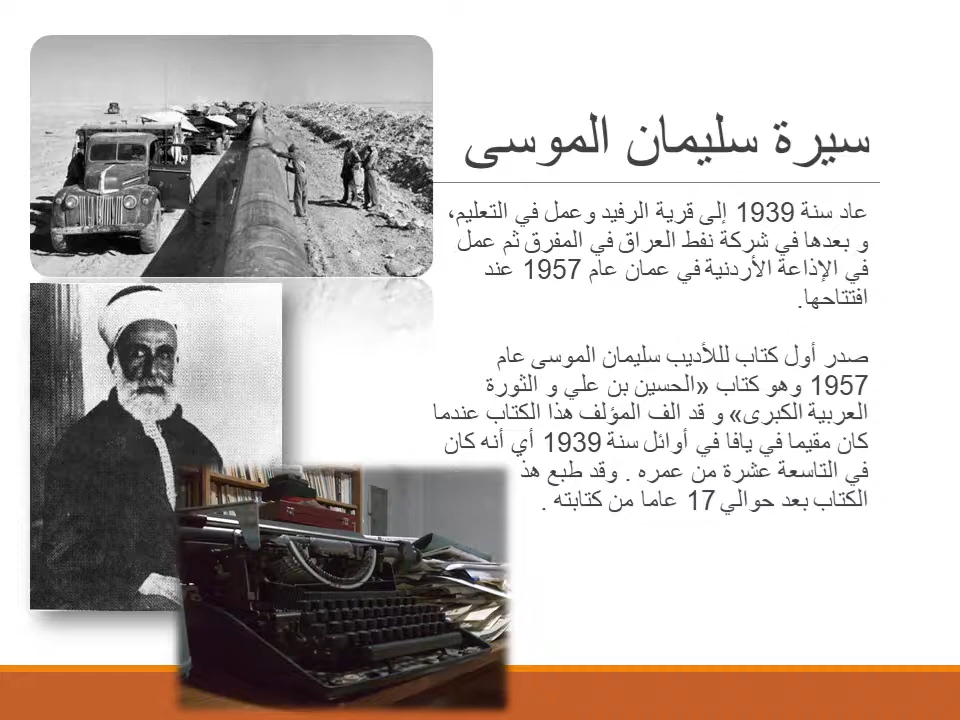 سيرة سليمان الموسى
عاد سنة 1939 إلى قرية الرفيد وعمل في التعليم،
و بعدها في شركة نفط العراق في المفرق ثم عمل
في الإذاعة الأردنية في عمان عام 1957 عند
افتتاحها.
صدر أول كتاب لللأديب سليمان الموسى عام
1957 وهو كتاب «الحسين بن علي و الثورة
العربية الكبرى» و قد الف المؤلف هذا الكتاب عندما
كان مقيما في يافا في أوائل سنة 1939 أي أنه كان
في التاسعة عشرة من عمره . وقد طبع هذ
الكتاب بعد حوالي 17 عاما من كتابته .